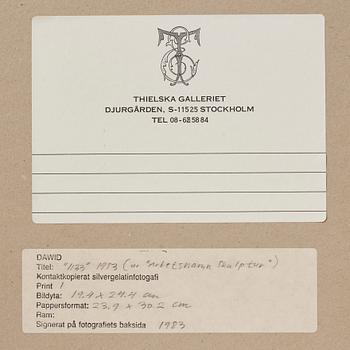 THIELSKA GALLERIET
DJURGÅRDEN, S-11525 STOCKHOLM
TEL 08-625884
DAWID
Titel: "1133" 1983 (ur "Arbetsnamn Skulptur")
Kontaktkopierat silvergelatinfotogafi
Print 1
Bildyta: 19.4 x 24.4 cm
Pappersformat: 23.9 x 30.2 cm
Ram:
Signerat på fotografiets baksida 1983